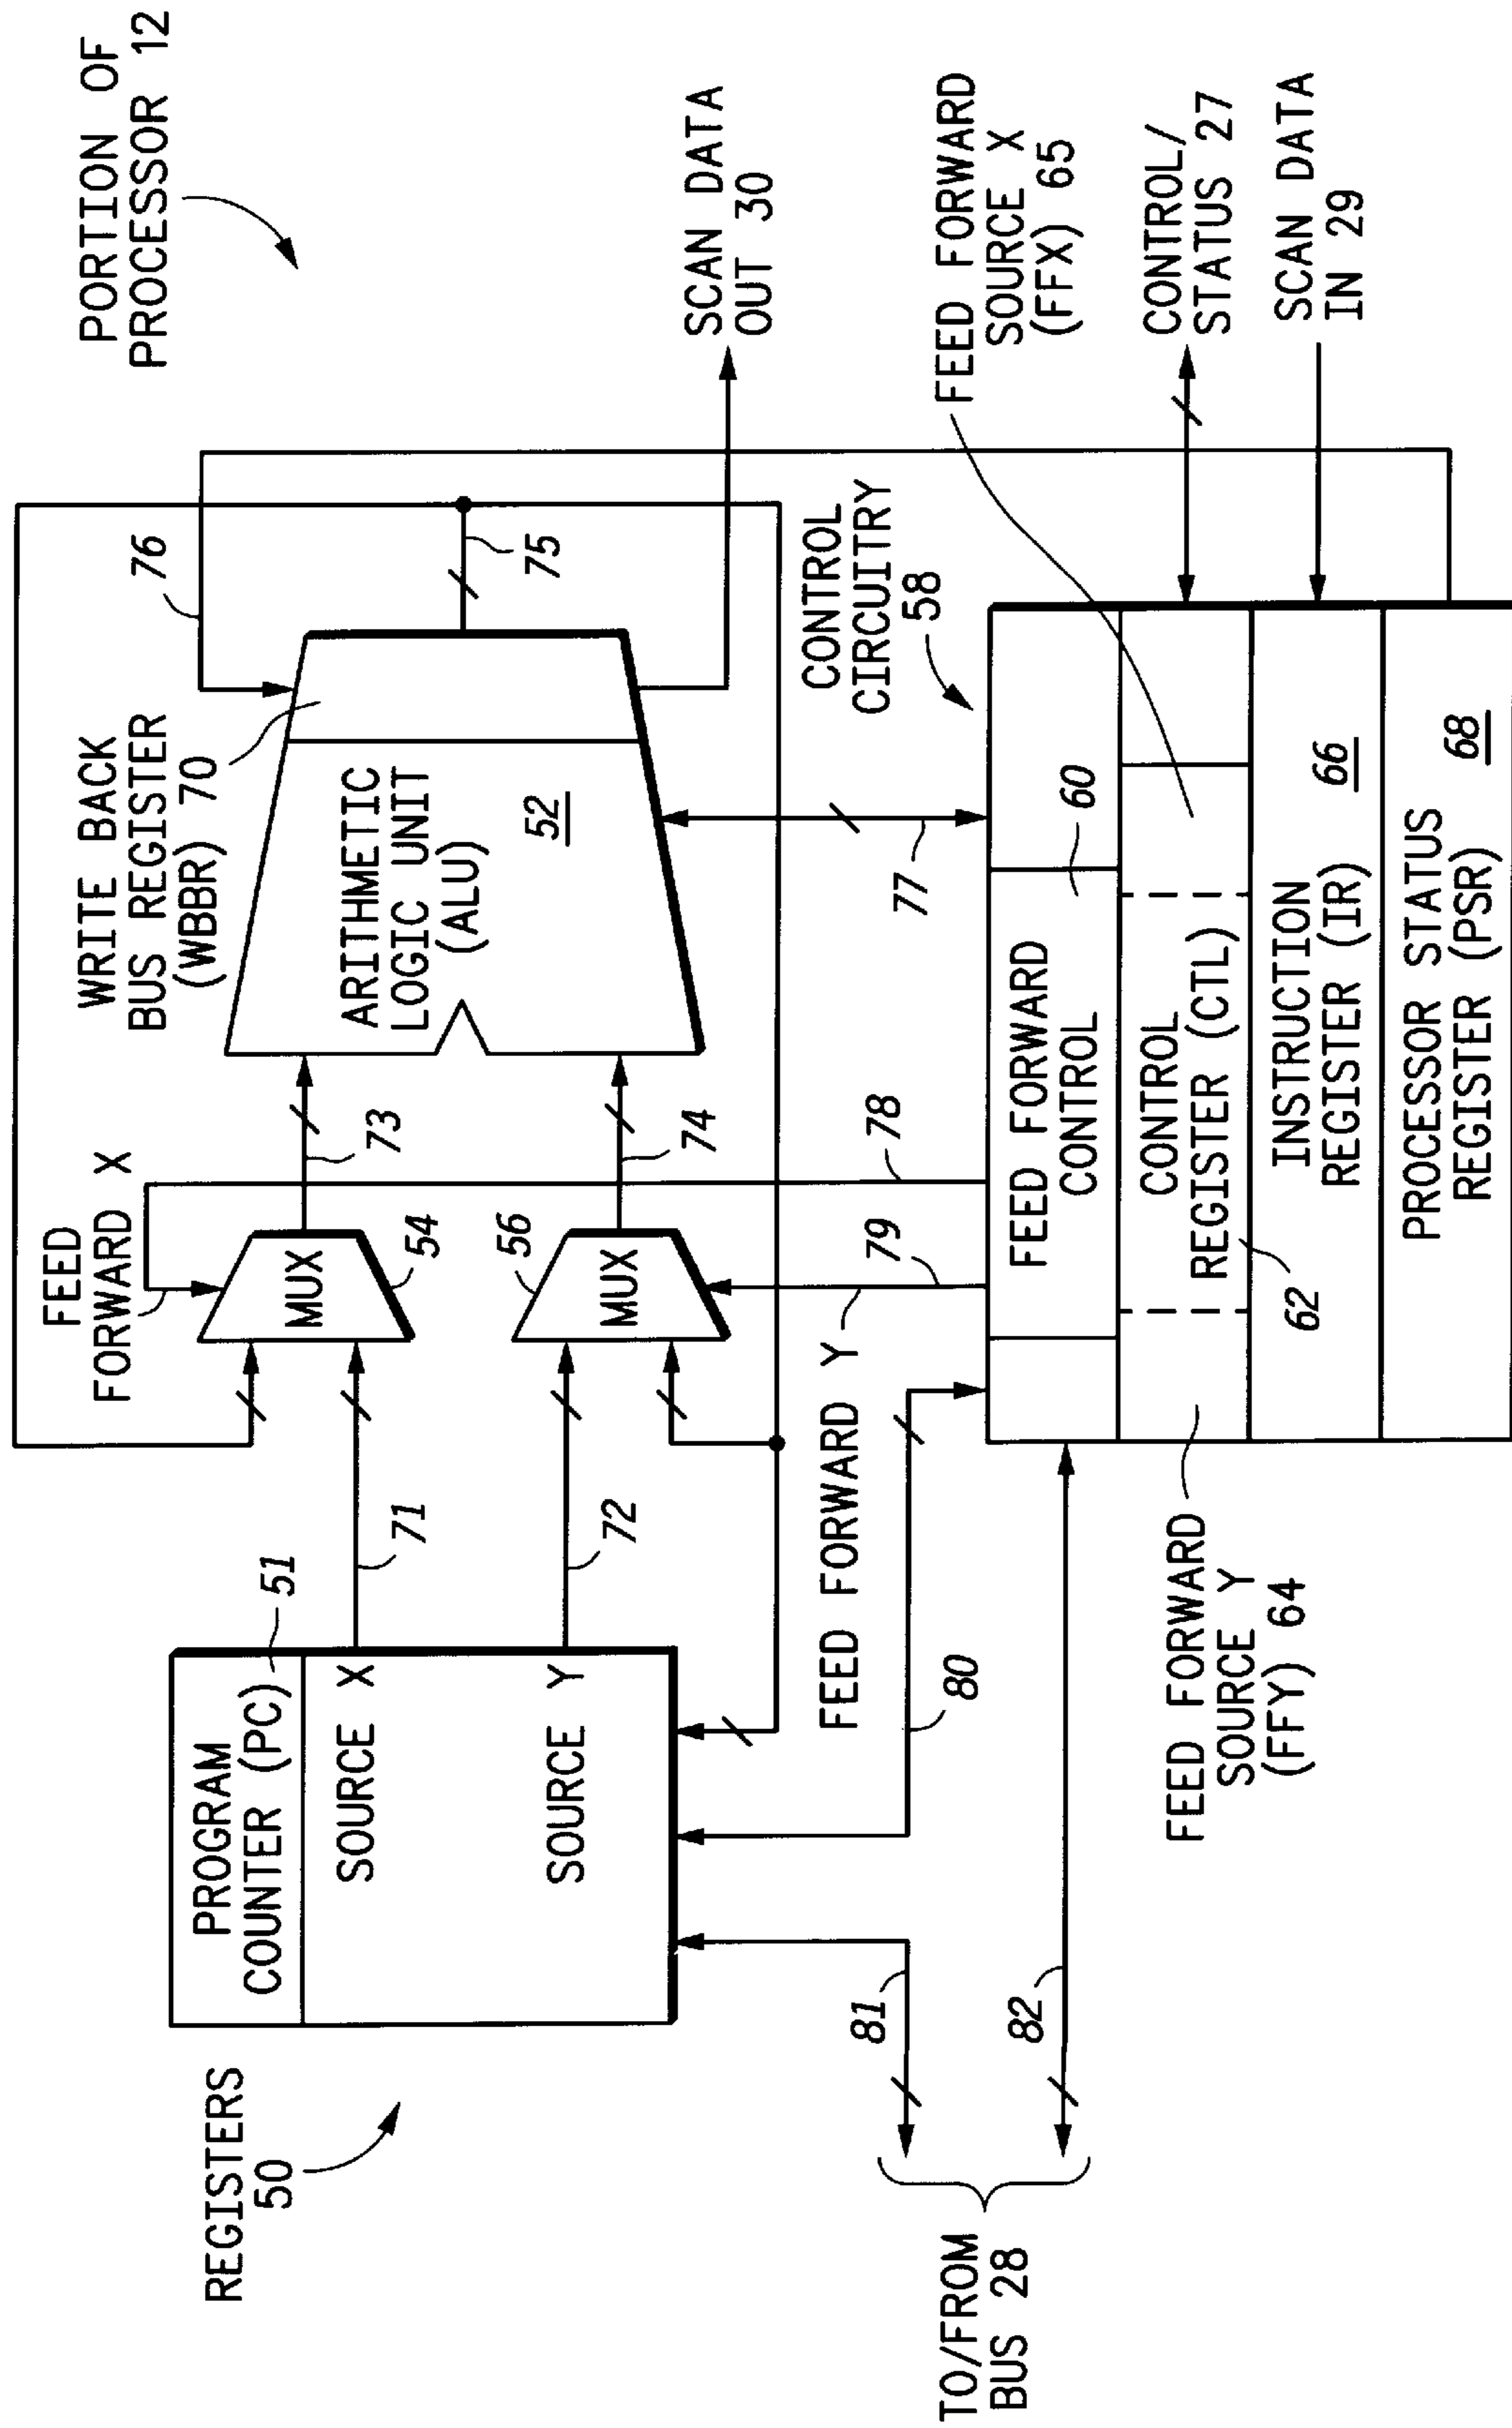 PORTION OF
PROCESSOR 12
REGISTERS
50
PROGRAM
COUNTER (PC)
51
SOURCE X
SOURCE Y
71
72
FEED
FORWARD X
MUX
54
56
MUX
73
74
WRITE BACK
BUS REGISTER
(WBBR) 70
76
ARITHMETIC
LOGIC UNIT
(ALU)
52
75
SCAN DATA
OUT 30
TO/FROM
BUS 28
81
82
80
FEED FORWARD Y
79
78
77
CONTROL
CIRCUITRY
58
FEED FORWARD
SOURCE X
(FFX) 65
FEED FORWARD
CONTROL
60
CONTROL
REGISTER (CTL)
62
INSTRUCTION
REGISTER (IR)
66
PROCESSOR STATUS
REGISTER (PSR)
68
FEED FORWARD
SOURCE Y
(FFY) 64
CONTROL/
STATUS 27
SCAN DATA
IN 29